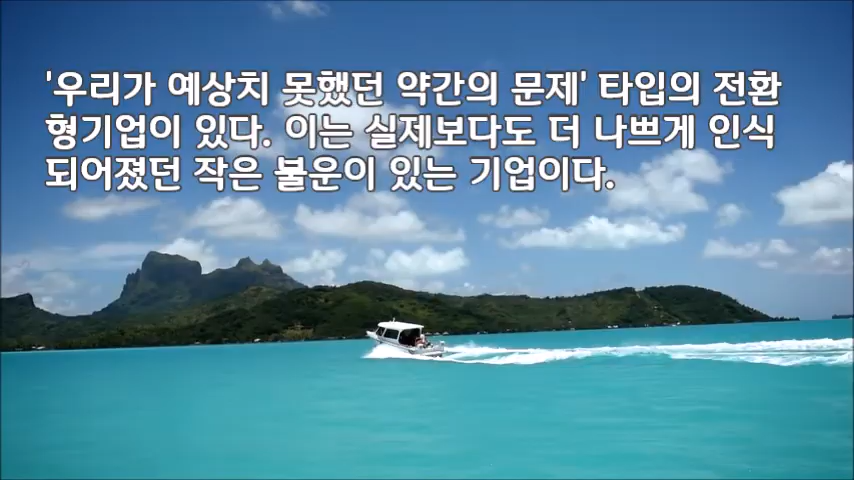 '우리가 예상치 못했던 약간의 문제' 타입의 전환
형기업이 있다. 이는 실제보다도 더 나쁘게 인식
되어졌던 작은 불운이 있는 기업이다.